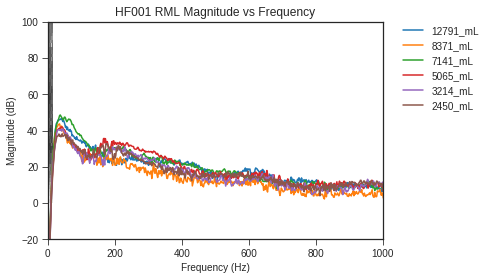 HF001 RML Magnitude vs Frequency
100
80
60
40
20
0
−20
Magnitude (dB)
0 200 400 600 800 1000
Frequency (Hz)
12791_mL
8371_mL
7141_mL
5065_mL
3214_mL
2450_mL